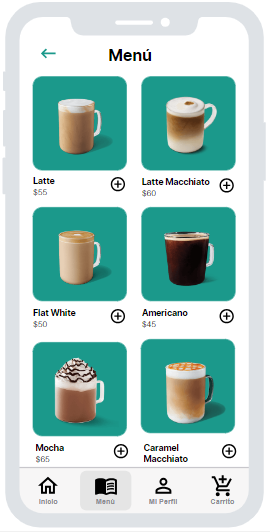 Menú
Latte
$55
Latte Macchiato
$60
Flat White
$50
Americano
$45
Mocha
$65
Caramel
Macchiato
Inicio
Menú
Mi Perfil
Carrito